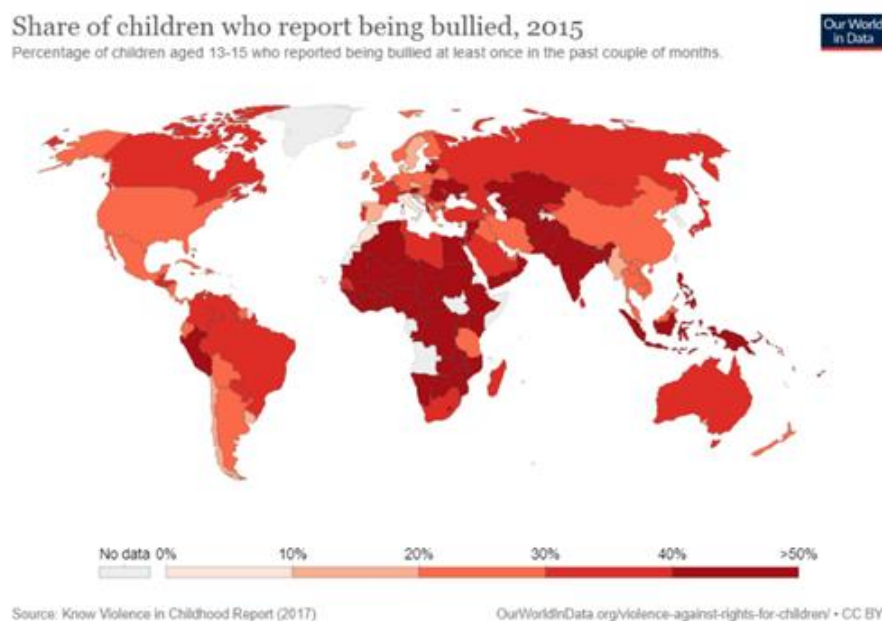 Share of children who report being bullied, 2015
Percentage of children aged 13-15 who reported being bullied at least once in the past couple of months.
Our World
in Data
No data 0% 10% 20% 30% 40% >50%
Source: Know Violence in Childhood Report (2017) OurWorldInData.org/violence-against-rights-for-children/ • CC BY